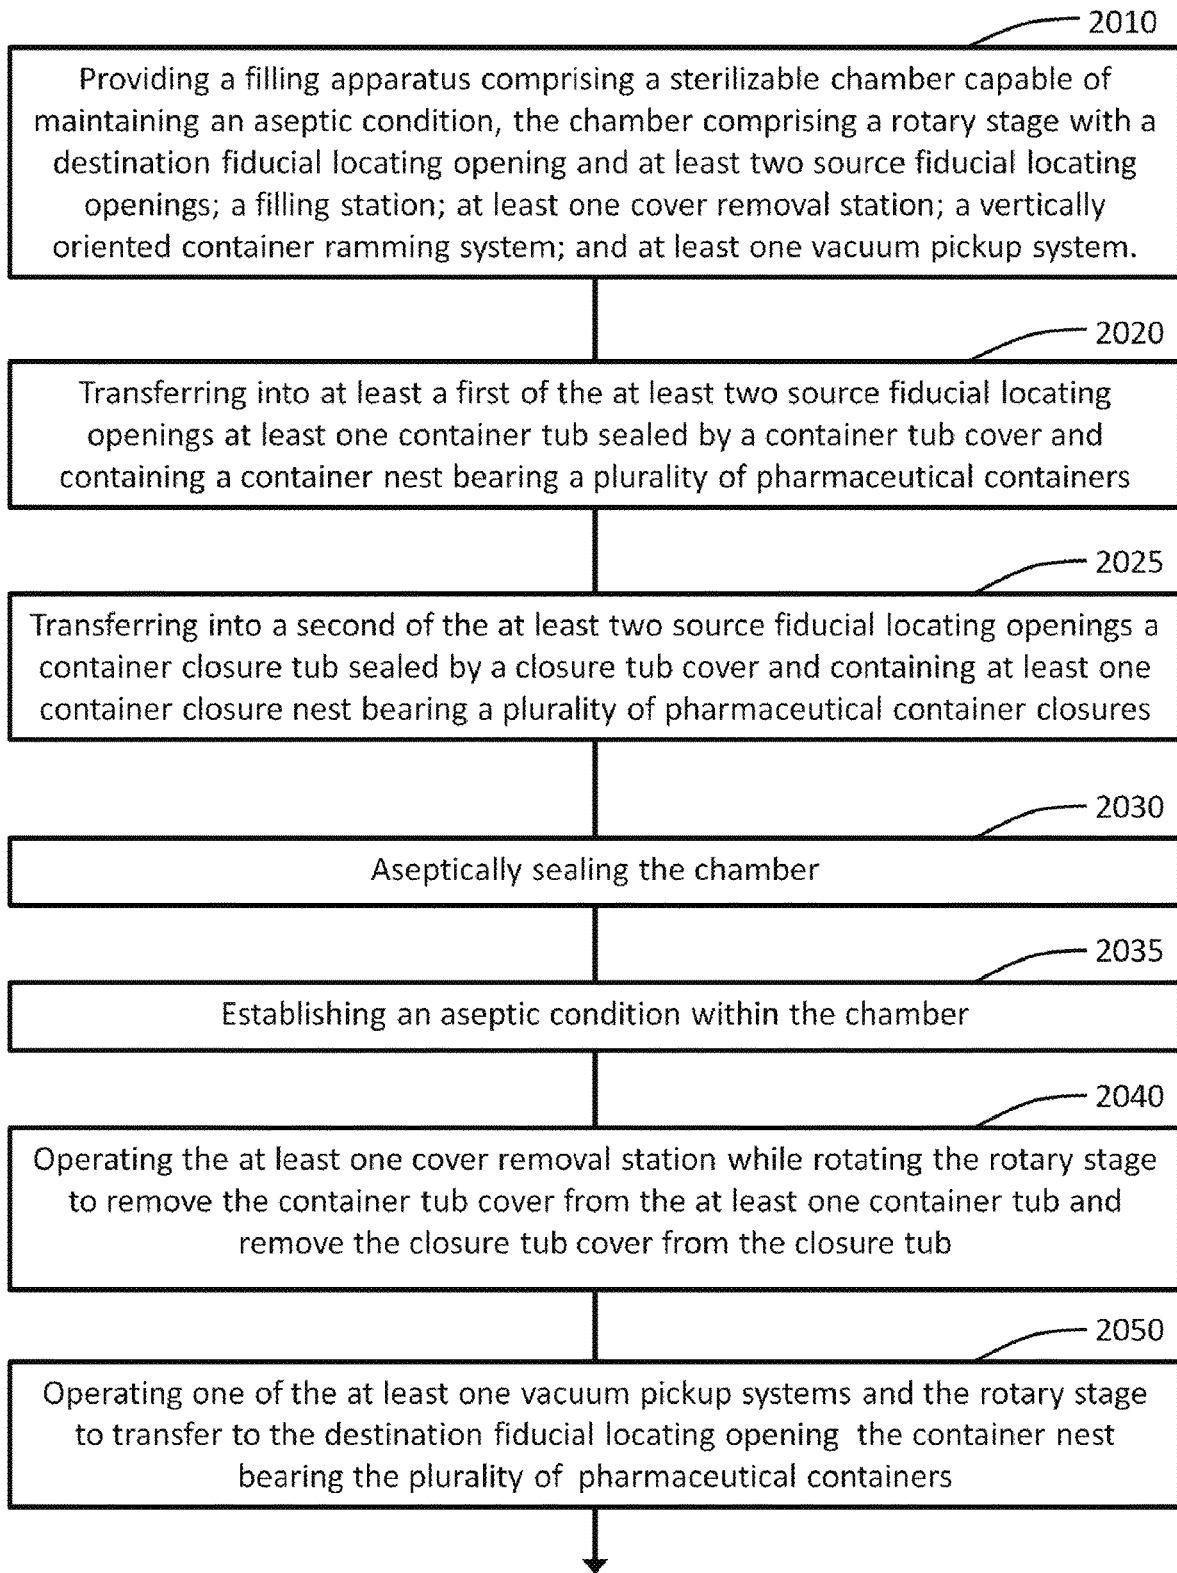 2010
Providing a filling apparatus comprising a sterilizable chamber capable of
maintaining an aseptic condition, the chamber comprising a rotary stage with a
destination fiducial locating opening and at least two source fiducial locating
openings; a filling station; at least one cover removal station; a vertically
oriented container ramming system; and at least one vacuum pickup system.
2020
Transferring into at least a first of the at least two source fiducial locating
openings at least one container tub sealed by a container tub cover and
containing a container nest bearing a plurality of pharmaceutical containers
2025
Transferring into a second of the at least two source fiducial locating openings a
container closure tub sealed by a closure tub cover and containing at least one
container closure nest bearing a plurality of pharmaceutical container closures
2030
Aseptically sealing the chamber
2035
Establishing an aseptic condition within the chamber
2040
Operating the at least one cover removal station while rotating the rotary stage
to remove the container tub cover from the at least one container tub and
remove the closure tub cover from the closure tub
2050
Operating one of the at least one vacuum pickup systems and the rotary stage
to transfer to the destination fiducial locating opening the container nest
bearing the plurality of pharmaceutical containers